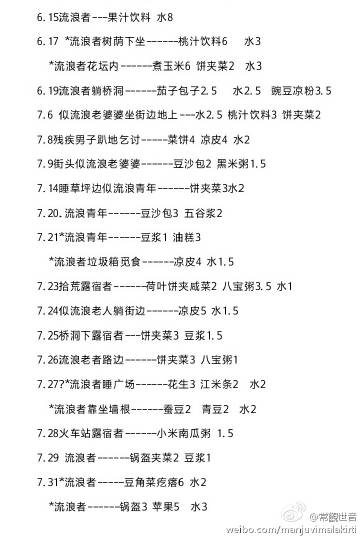 6.15流浪者---果汁饮料 水8
6.17 *流浪者树荫下坐------桃汁饮料6 水3
*流浪者花坛内------煮玉米6 饼夹菜2 水3
6.19流浪者躺桥洞------茄子包子2.5 水2.5 豌豆凉粉3.5
7.6 似流浪老婆婆坐街边地上---水2.5 桃汁饮料3 饼夹菜2
7.8残疾男子趴地乞讨------菜饼4 凉皮4 水2
7.9街头似流浪老婆婆------豆沙包2 黑米粥1.5
7.14睡草坪边似流浪青年------饼夹菜3水2
7.20.流浪青年------豆沙包3 五谷浆2
7.21*流浪青年------豆浆1 油糕3
*流浪者垃圾箱觅食------凉皮4 水1.5
7.23拾荒露宿者------荷叶饼夹咸菜2 八宝粥3.5 水1
7.24似流浪老人躺街边------凉皮5 水1.5
7.25桥洞下露宿者---饼夹菜3 豆浆1.5
7.26流浪老者路边------饼夹菜3 八宝粥1
7.27?*流浪者睡广场------花生3 江米条2 水2
*流浪者靠坐墙根------蚕豆2 青豆2 水2
7.28火车站露宿者------小米南瓜粥 1.5
7.29 流浪者------锅盔夹菜2 豆浆1
7.31*流浪者------豆角菜疙瘩6 水2
*流浪者------锅盔3 苹果5 水3
@常觀世音
weibo.com/manjuvimalakirti